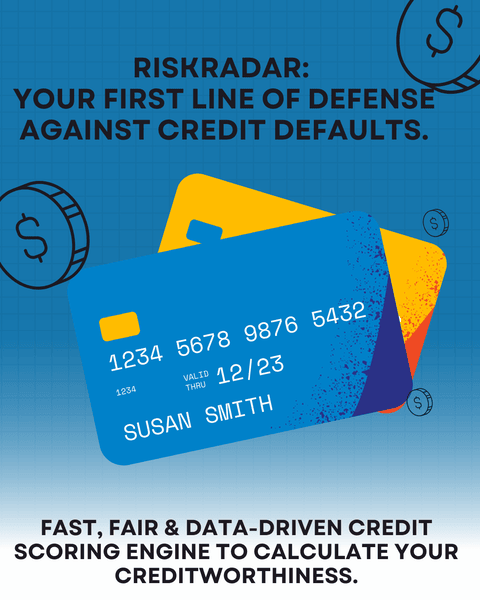 RISKRADAR:
YOUR FIRST LINE OF DEFENSE
AGAINST CREDIT DEFAULTS.
1234 5678 9876 5432
1234
VALID
THRU
12/23
SUSAN SMITH
FAST, FAIR & DATA-DRIVEN CREDIT
SCORING ENGINE TO CALCULATE YOUR
CREDITWORTHINESS.